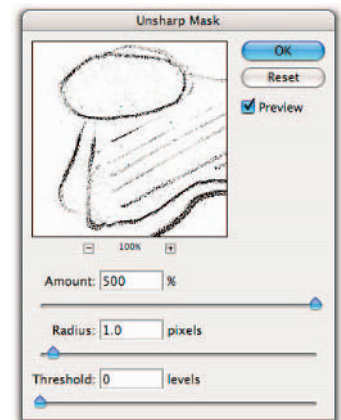 Unsharp Mask
OK
Reset
Preview
100%
Amount: 500 %
Radius: 1.0 pixels
Threshold: 0 levels